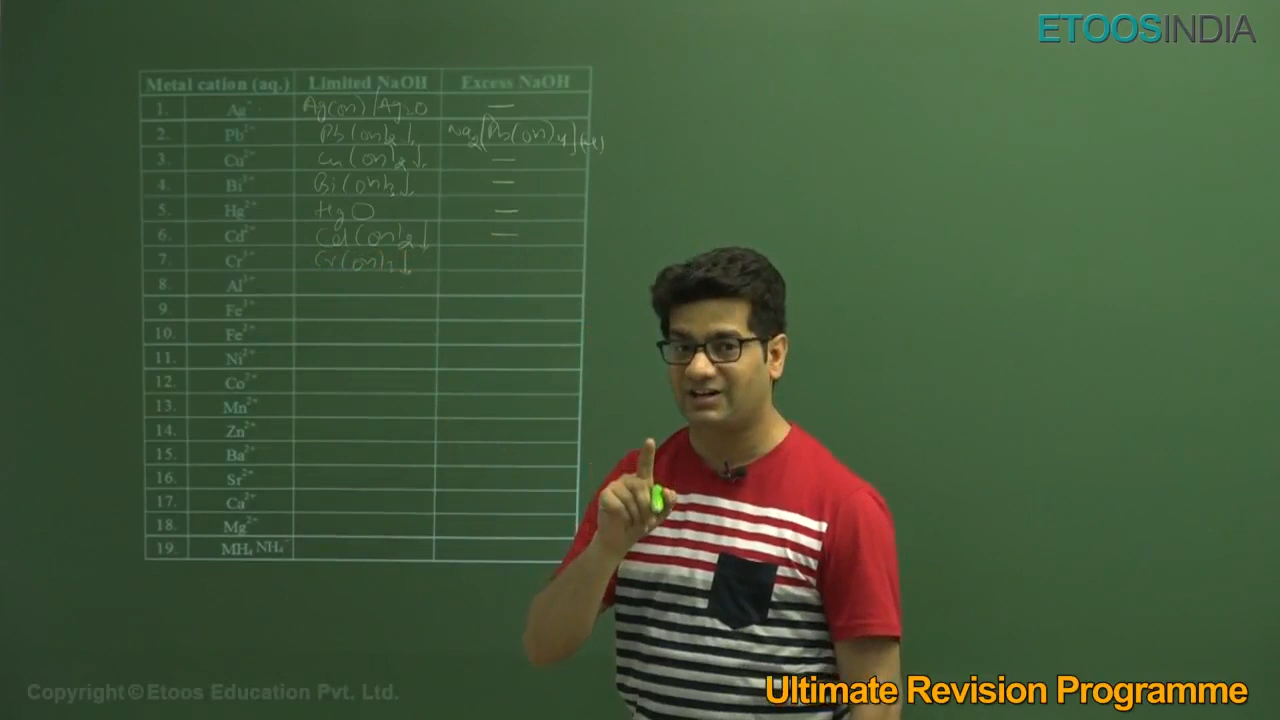 ETOOSINDIA
Metal cation (aq.) Limited NaOH Excess NaOH
1. Ag⁺ Ag(OH) / Ag₂O —
2. Pb²⁺ Pb(OH)₂↓ Na₂[Pb(OH)₄]
3. Cu²⁺ Cu(OH)₂↓ —
4. Bi³⁺ Bi(OH)₃↓ —
5. Hg²⁺ HgO —
6. Cd²⁺ Cd(OH)₂↓ —
7. Cr³⁺ Cr(OH)₃↓
8. Al³⁺
9. Fe³⁺
10. Fe²⁺
11. Ni²⁺
12. Co²⁺
13. Mn²⁺
14. Zn²⁺
15. Ba²⁺
16. Sr²⁺
17. Ca²⁺
18. Mg²⁺
19. MH₄ NH₄⁺
Copyright © Etoos Education Pvt. Ltd.
Ultimate Revision Programme